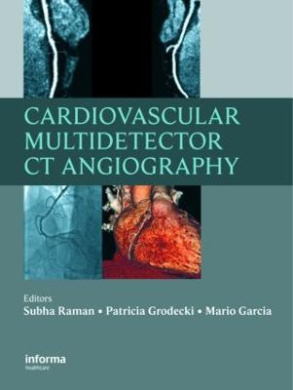 CARDIOVASCULAR
MULTIDETECTOR
CT ANGIOGRAPHY
Editors
Subha Raman • Patricia Grodecki • Mario Garcia
informa
healthcare